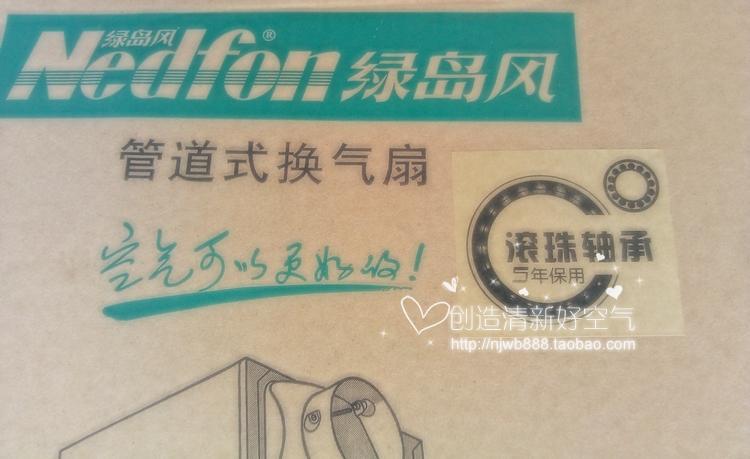 绿岛风
Nedfon® 绿岛风
管道式换气扇
空气可以更好的!
滚珠轴承
5年保用
创造清新好空气
http://njwb888.taobao.com